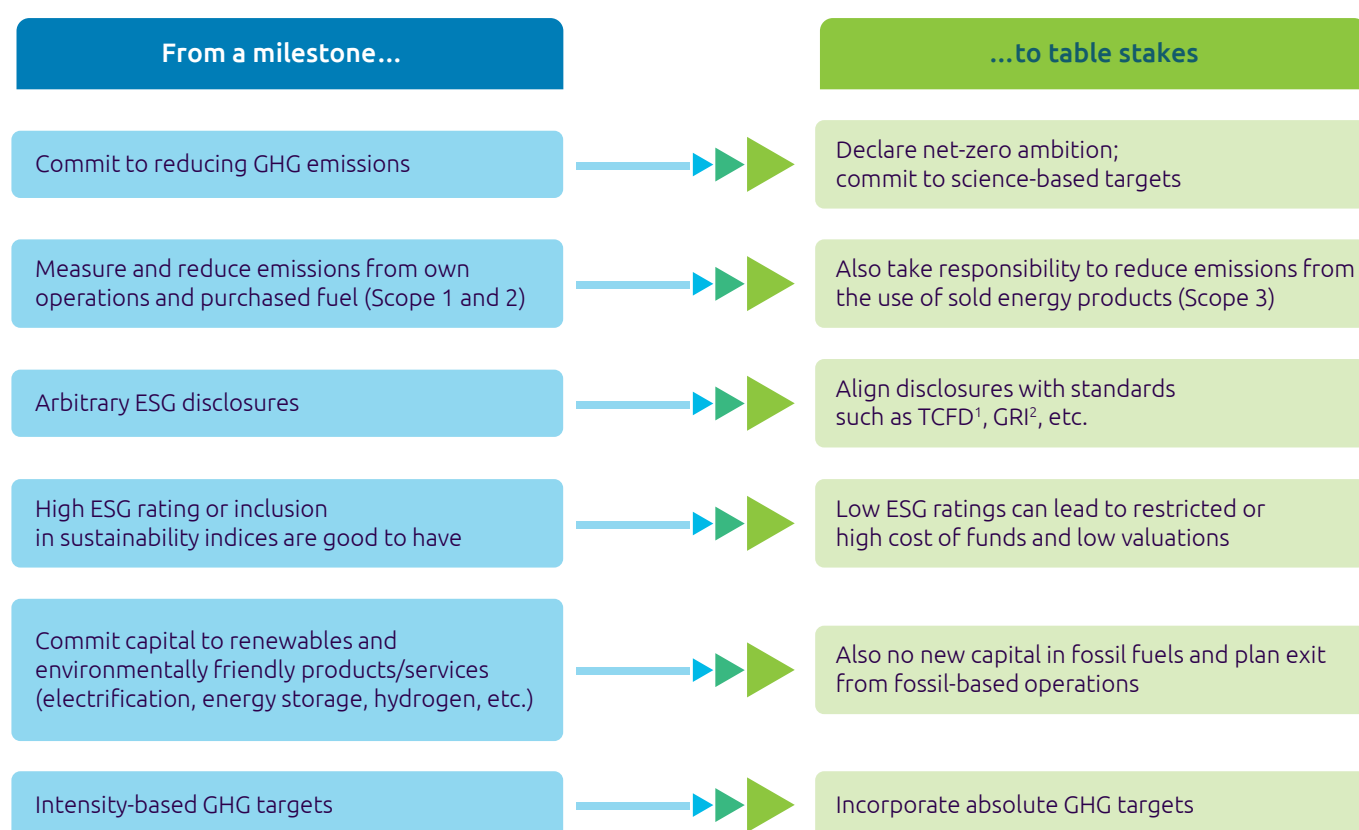 From a milestone...
...to table stakes
Commit to reducing GHG emissions
Declare net-zero ambition;
commit to science-based targets
Measure and reduce emissions from own
operations and purchased fuel (Scope 1 and 2)
Also take responsibility to reduce emissions from
the use of sold energy products (Scope 3)
Arbitrary ESG disclosures
Align disclosures with standards
such as TCFD¹, GRI², etc.
High ESG rating or inclusion
in sustainability indices are good to have
Low ESG ratings can lead to restricted or
high cost of funds and low valuations
Commit capital to renewables and
environmentally friendly products/services
(electrification, energy storage, hydrogen, etc.)
Also no new capital in fossil fuels and plan exit
from fossil-based operations
Intensity-based GHG targets
Incorporate absolute GHG targets